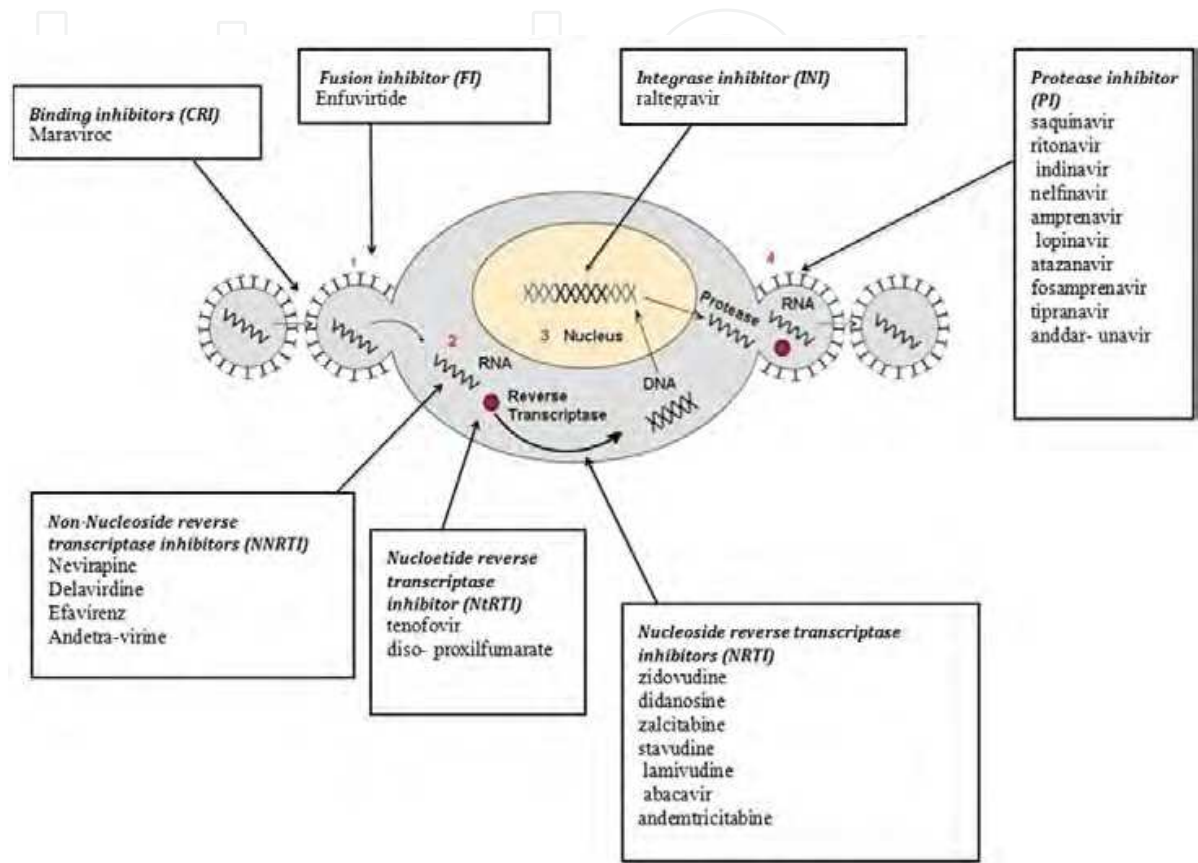 Binding inhibitors (CRI)
Maraviroc
Fusion inhibitor (FI)
Enfuvirtide
Integrase inhibitor (INI)
raltegravir
Protease inhibitor
(PI)
saquinavir
ritonavir
indinavir
nelfinavir
amprenavir
lopinavir
atazanavir
fosamprenavir
tipranavir
anddar- unavir
1
2
RNA
Reverse
Transcriptase
3 Nucleus
DNA
Protease
4
RNA
Non-Nucleoside reverse
transcriptase inhibitors (NNRTI)
Nevirapine
Delavirdine
Efavirenz
Andetra-virine
Nucloetide reverse
transcriptase
inhibitor (NtRTI)
tenofovir
diso- proxilfumarate
Nucleoside reverse transcriptase
inhibitors (NRTI)
zidovudine
didanosine
zalcitabine
stavudine
lamivudine
abacavir
andemtricitabine